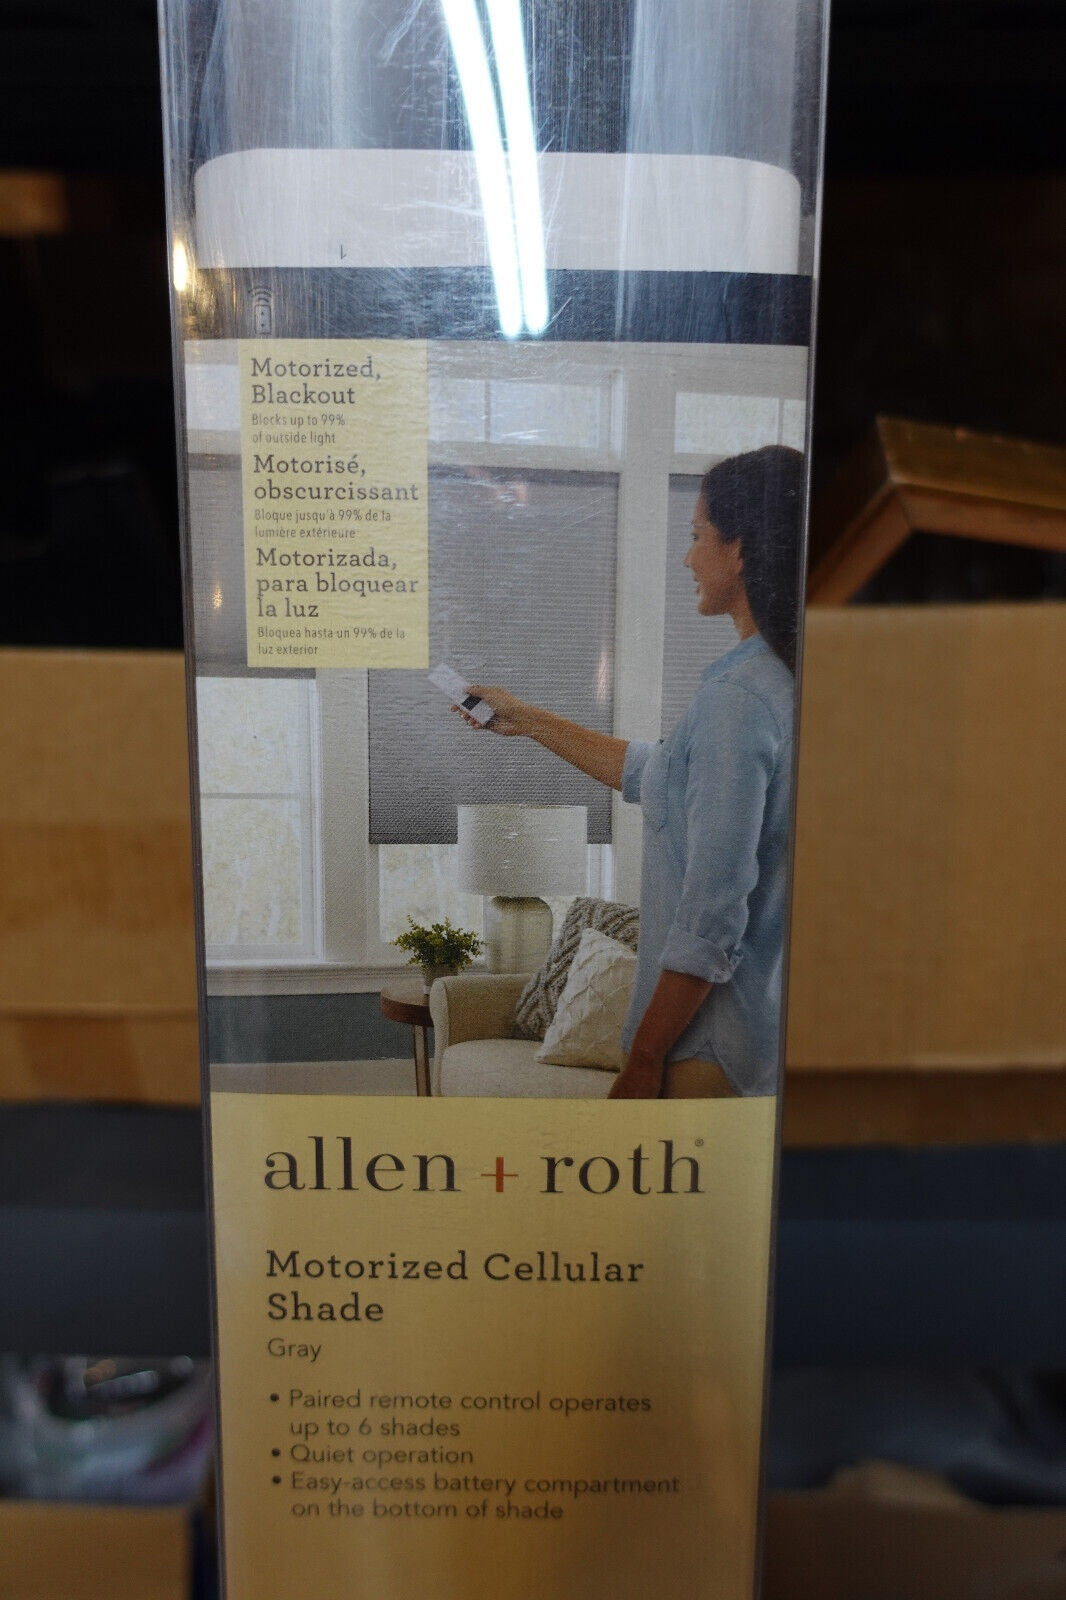 Motorized,
Blackout
Blocks up to 99%
of outside light
Motorisé,
obscurcissant
Bloque jusqu'à 99% de la
lumière extérieure
Motorizada,
para bloquear
la luz
Bloquea hasta un 99% de la
luz exterior
allen + roth®
Motorized Cellular
Shade
Gray
• Paired remote control operates
up to 6 shades
• Quiet operation
• Easy-access battery compartment
on the bottom of shade